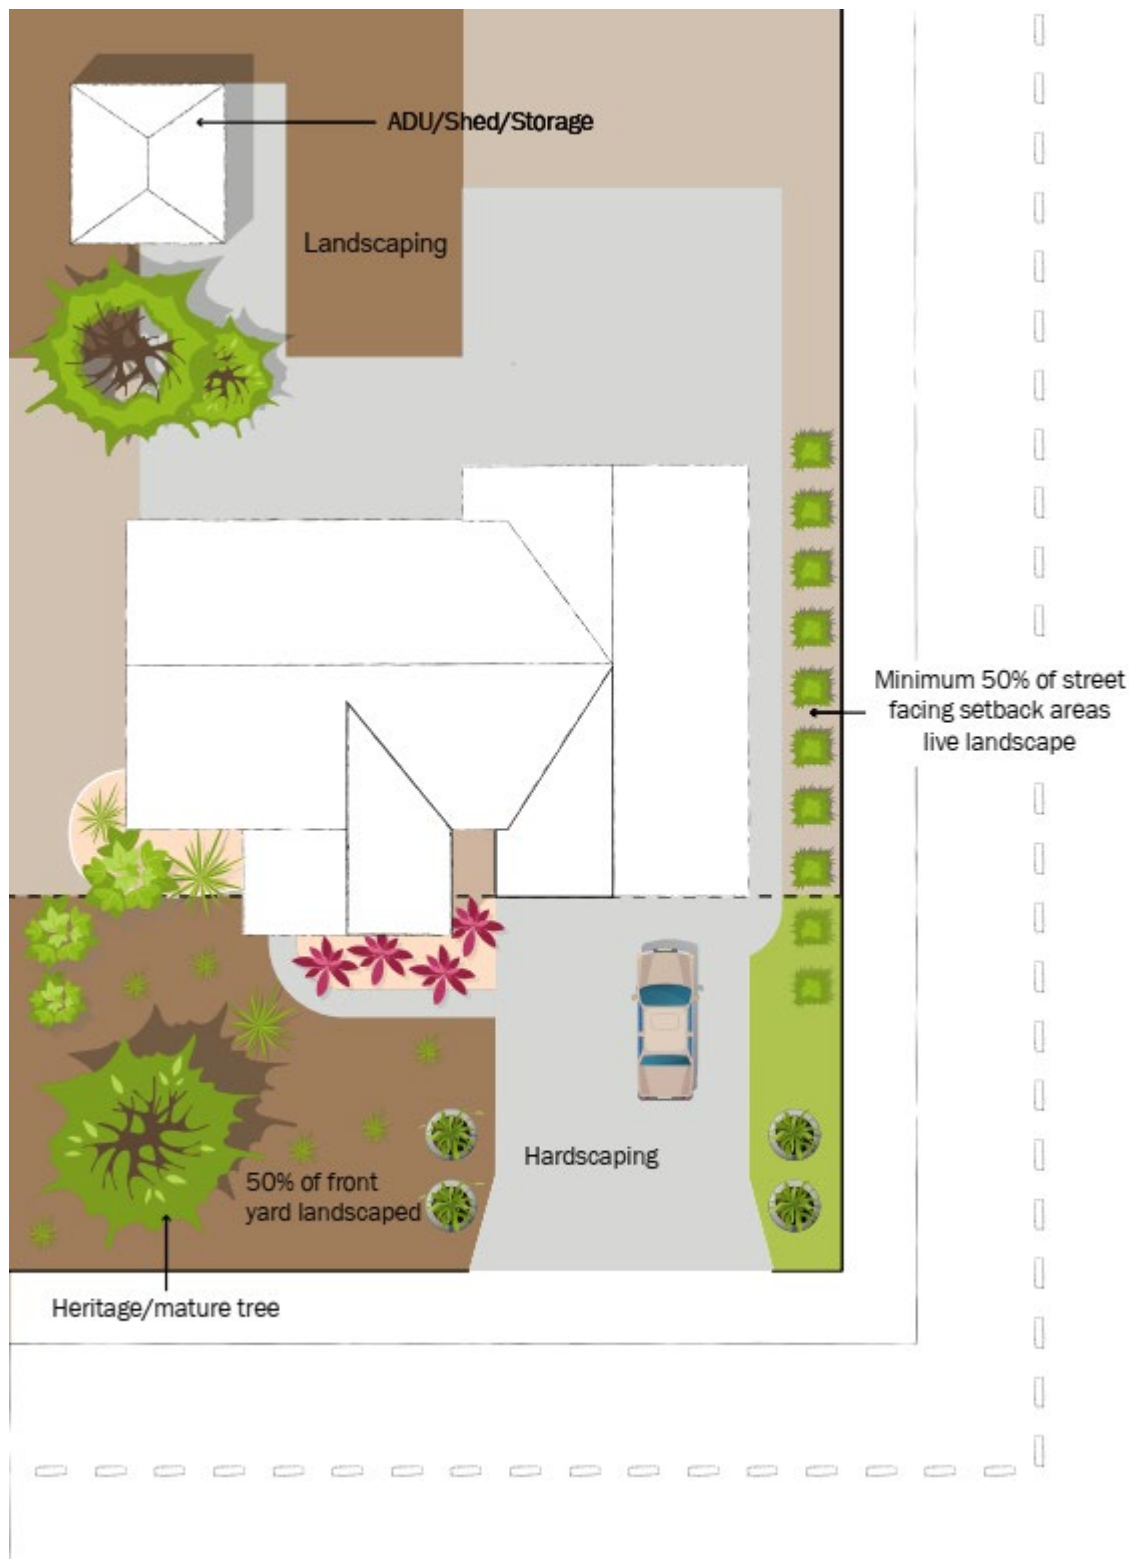 ADU/Shed/Storage
Landscaping
Minimum 50% of street
facing setback areas
live landscape
Hardscaping
50% of front
yard landscaped
Heritage/mature tree